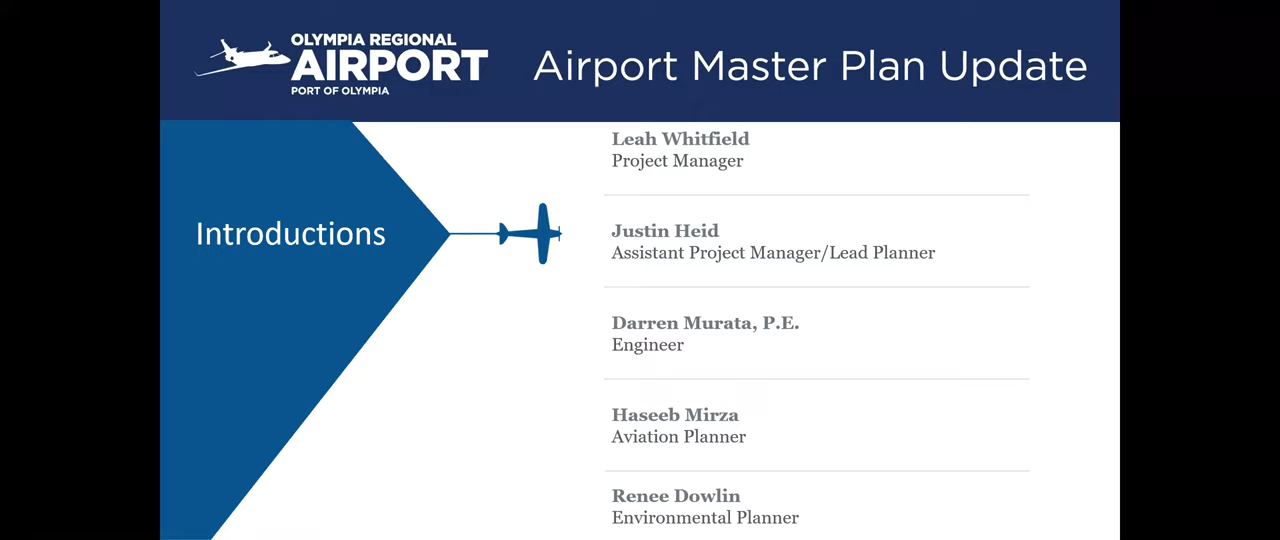 OLYMPIA REGIONAL
AIRPORT
PORT OF OLYMPIA
Airport Master Plan Update
Introductions
Leah Whitfield
Project Manager
Justin Heid
Assistant Project Manager/Lead Planner
Darren Murata, P.E.
Engineer
Haseeb Mirza
Aviation Planner
Renee Dowlin
Environmental Planner